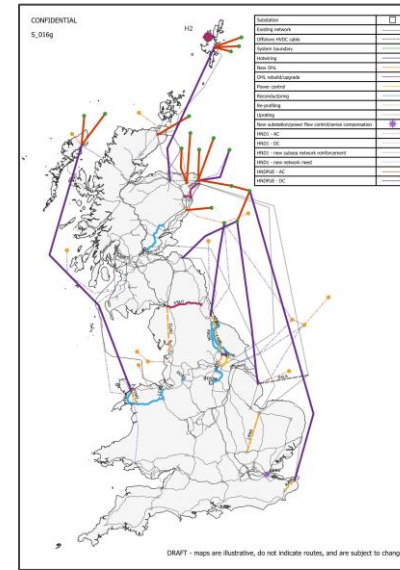 CONFIDENTIAL
S_016g
H2
Substation
Existing network
Offshore HVDC cable
System boundary
Hotwiring
New OHL
OHL rebuild/upgrade
Power control
Reconductoring
Re-profiling
Uprating
New substation/power flow control/series compensation
HND1 - AC
HND1 - DC
HND1 - new subsea network reinforcement
HND1 - new network need
HNDFUE - AC
HNDFUE - DC
DRAFT - maps are illustrative, do not indicate routes, and are subject to chang